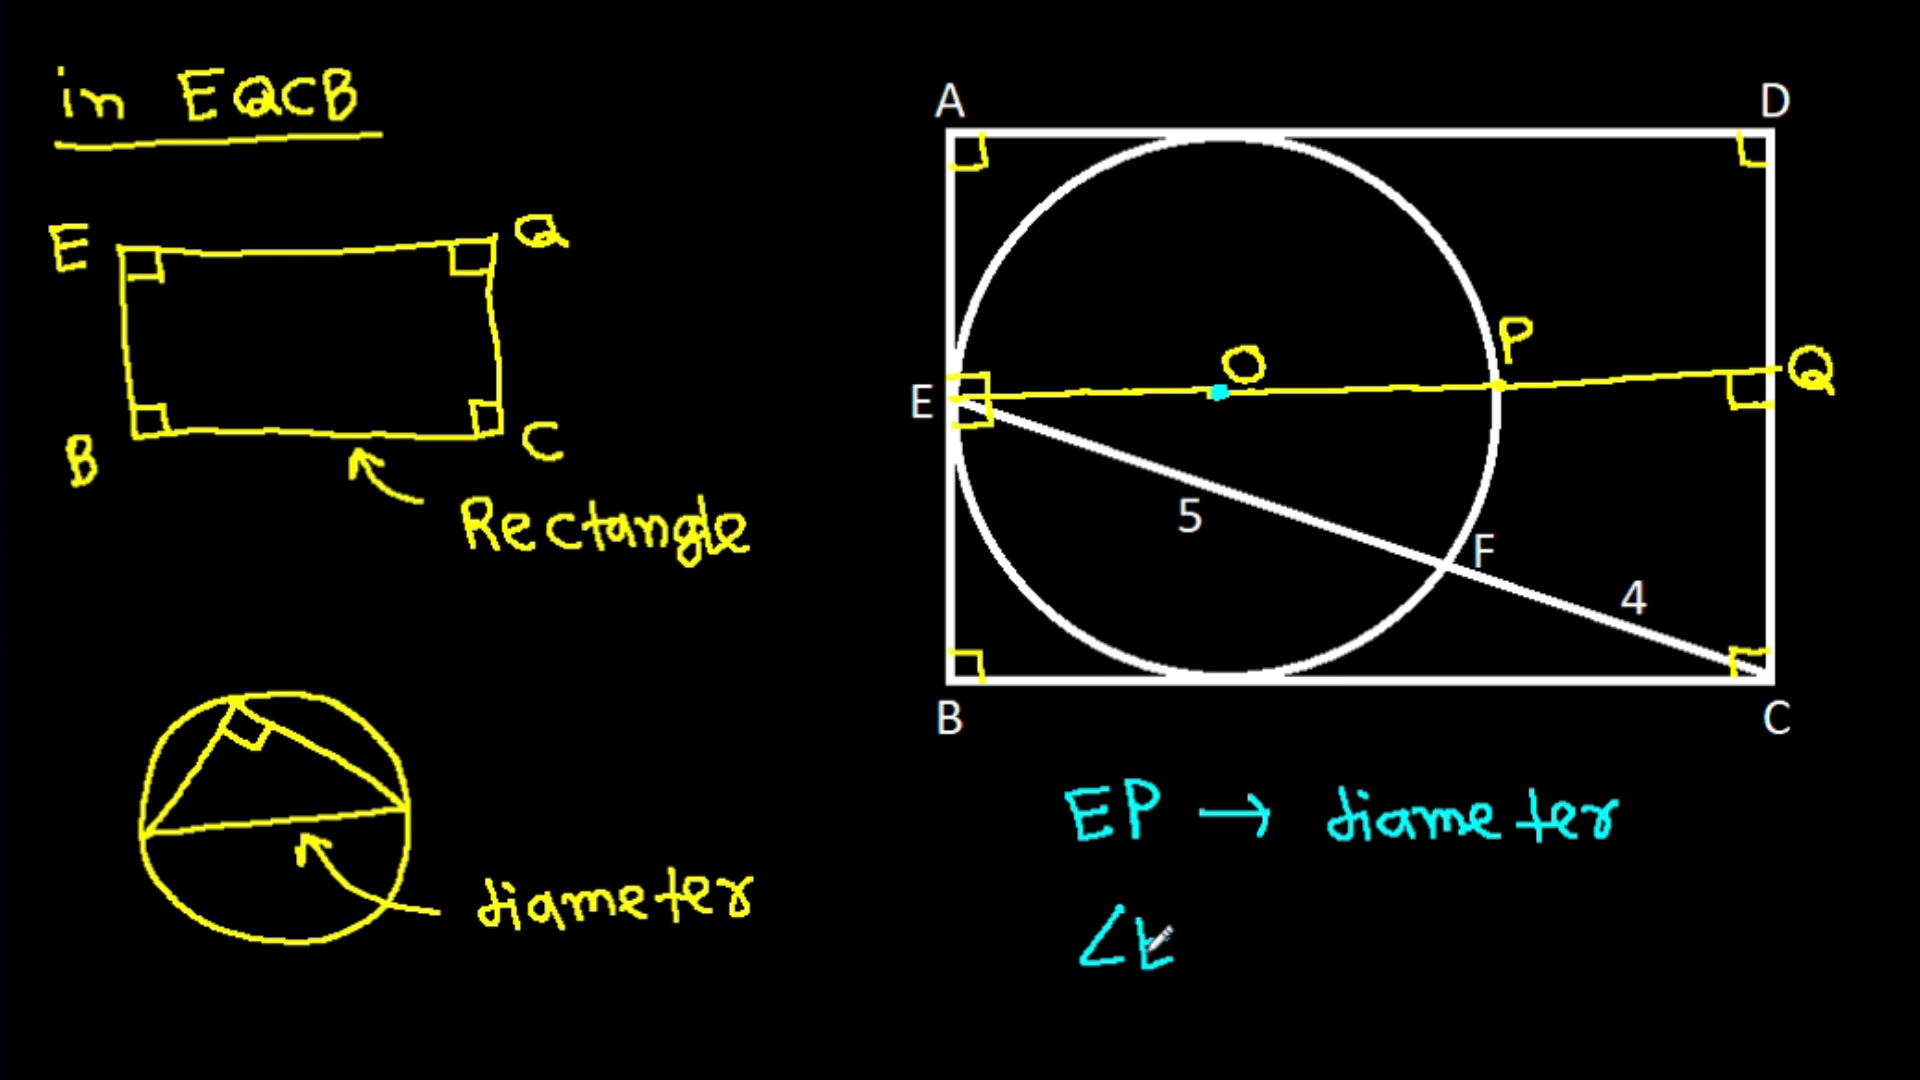 in EQCB
E Q
B C
Rectangle
diameter
A D
E O P Q
5 F
4
B C
EP → diameter
∠E